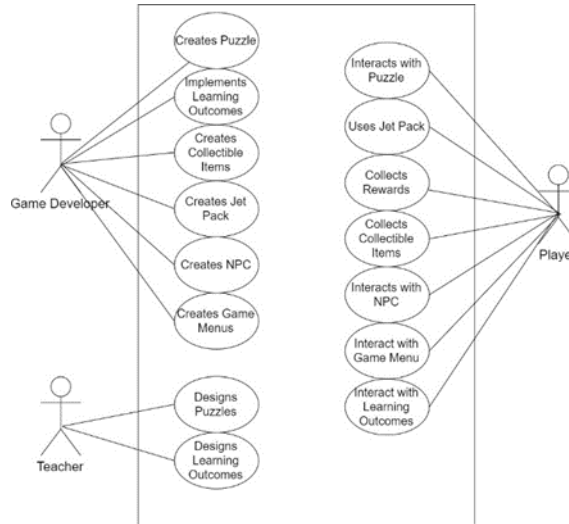 Creates Puzzle
Implements
Learning
Outcomes
Creates
Collectible
Items
Creates Jet
Pack
Creates NPC
Creates Game
Menus
Game Developer
Designs
Puzzles
Designs
Learning
Outcomes
Teacher
Interacts with
Puzzle
Uses Jet Pack
Collects
Rewards
Collects
Collectible
Items
Interacts with
NPC
Interact with
Game Menu
Interact with
Learning
Outcomes
Playe